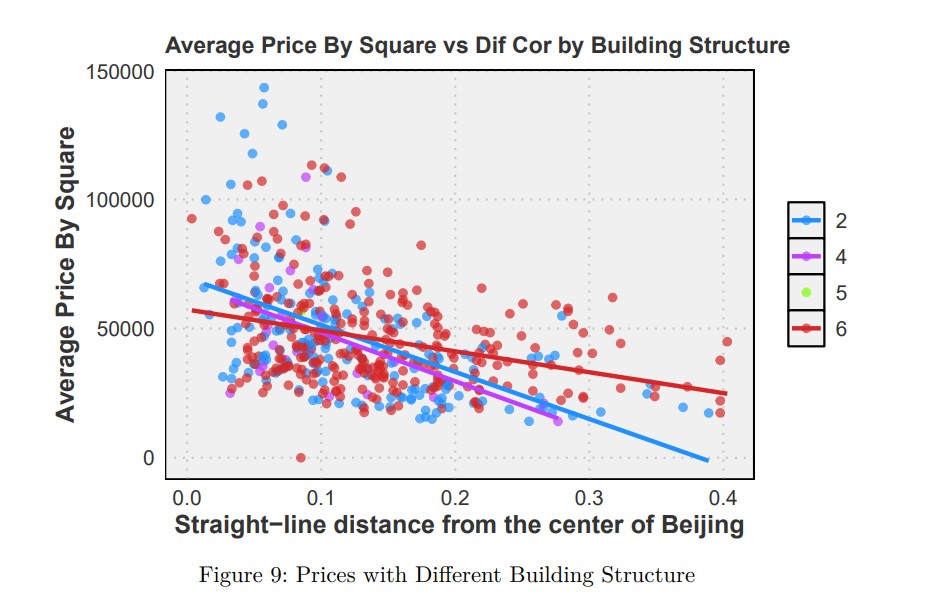 Average Price By Square vs Dif Cor by Building Structure
150000
100000
50000
0
Average Price By Square
0.0 0.1 0.2 0.3 0.4
Straight−line distance from the center of Beijing
2
4
5
6
Figure 9: Prices with Different Building Structure